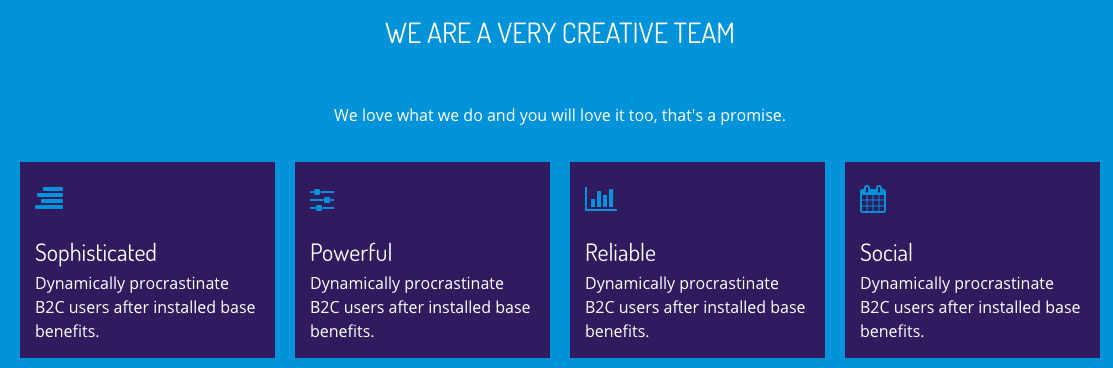 WE ARE A VERY CREATIVE TEAM
We love what we do and you will love it too, that's a promise.
Sophisticated
Dynamically procrastinate
B2C users after installed base
benefits.
Powerful
Dynamically procrastinate
B2C users after installed base
benefits.
Reliable
Dynamically procrastinate
B2C users after installed base
benefits.
Social
Dynamically procrastinate
B2C users after installed base
benefits.